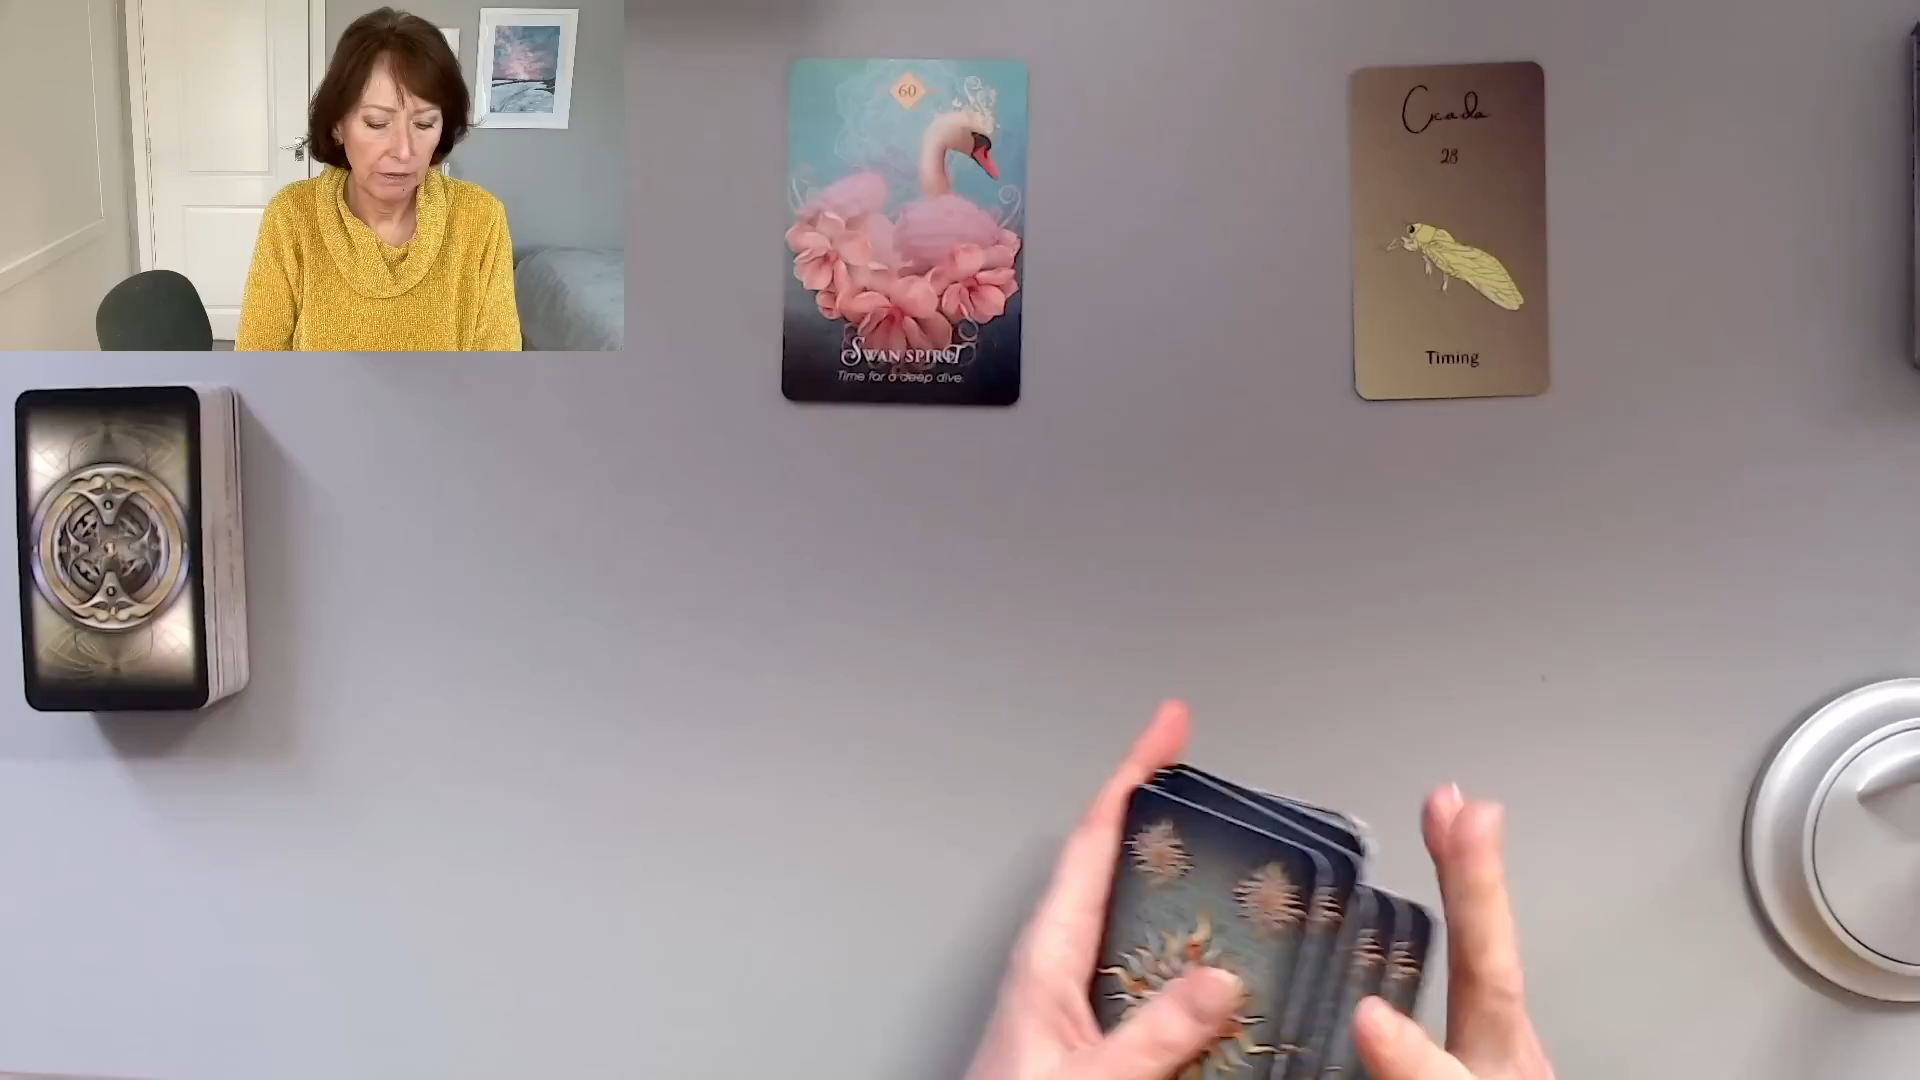 60
SWAN SPIRIT
Time for a deep dive.
Cicada
28
Timing